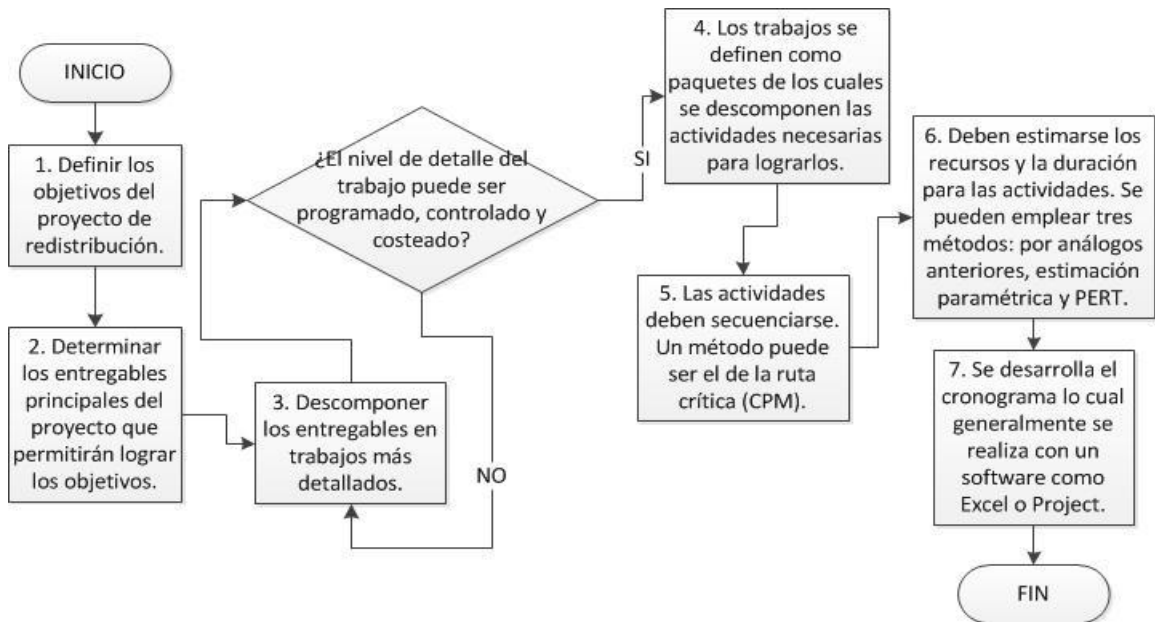 INICIO
1. Definir los
objetivos del
proyecto de
redistribución.
2. Determinar
los entregables
principales del
proyecto que
permitirán lograr
los objetivos.
3. Descomponer
los entregables en
trabajos más
detallados.
¿El nivel de detalle del
trabajo puede ser
programado, controlado y
costeado?
NO
SI
4. Los trabajos se
definen como
paquetes de los cuales
se descomponen las
actividades necesarias
para lograrlos.
5. Las actividades
deben secuenciarse.
Un método puede
ser el de la ruta
crítica (CPM).
6. Deben estimarse los
recursos y la duración
para las actividades. Se
pueden emplear tres
métodos: por análogos
anteriores, estimación
paramétrica y PERT.
7. Se desarrolla el
cronograma lo cual
generalmente se
realiza con un
software como
Excel o Project.
FIN